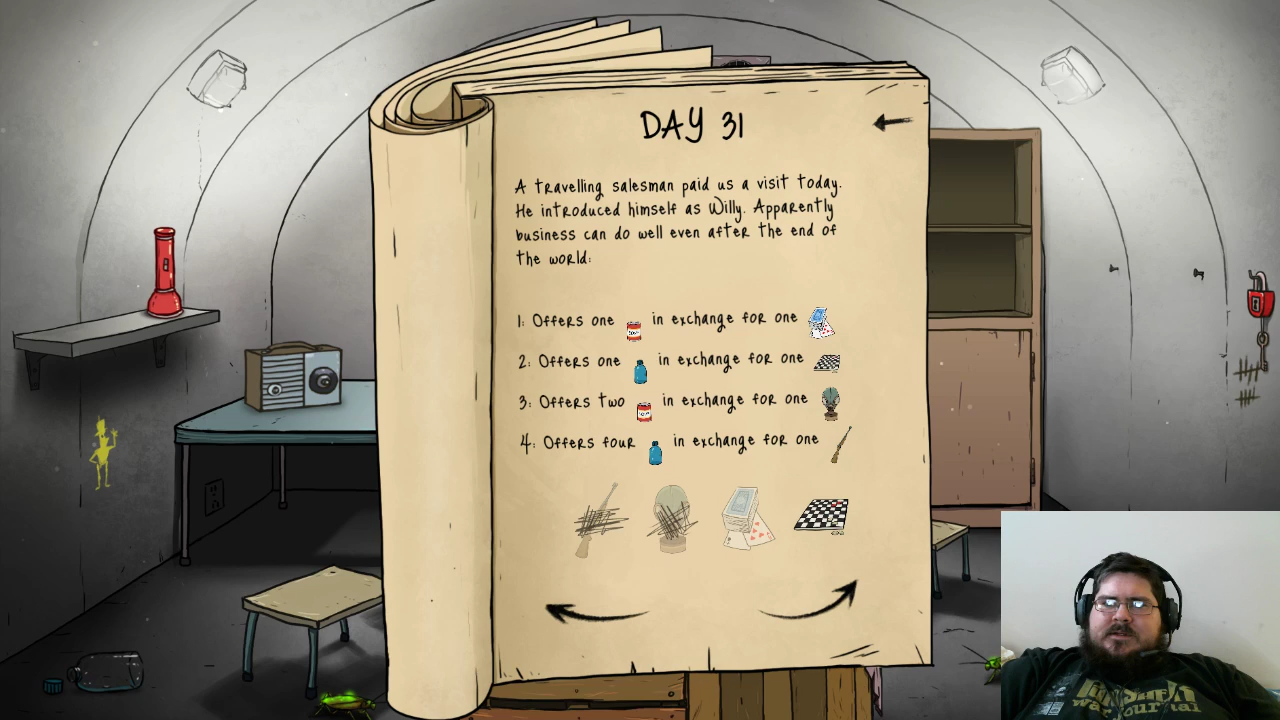 DAY 31
A travelling salesman paid us a visit today.
He introduced himself as Willy. Apparently
business can do well even after the end of
the world:
1: Offers one in exchange for one
2: Offers one in exchange for one
3: Offers two in exchange for one
4: Offers four in exchange for one